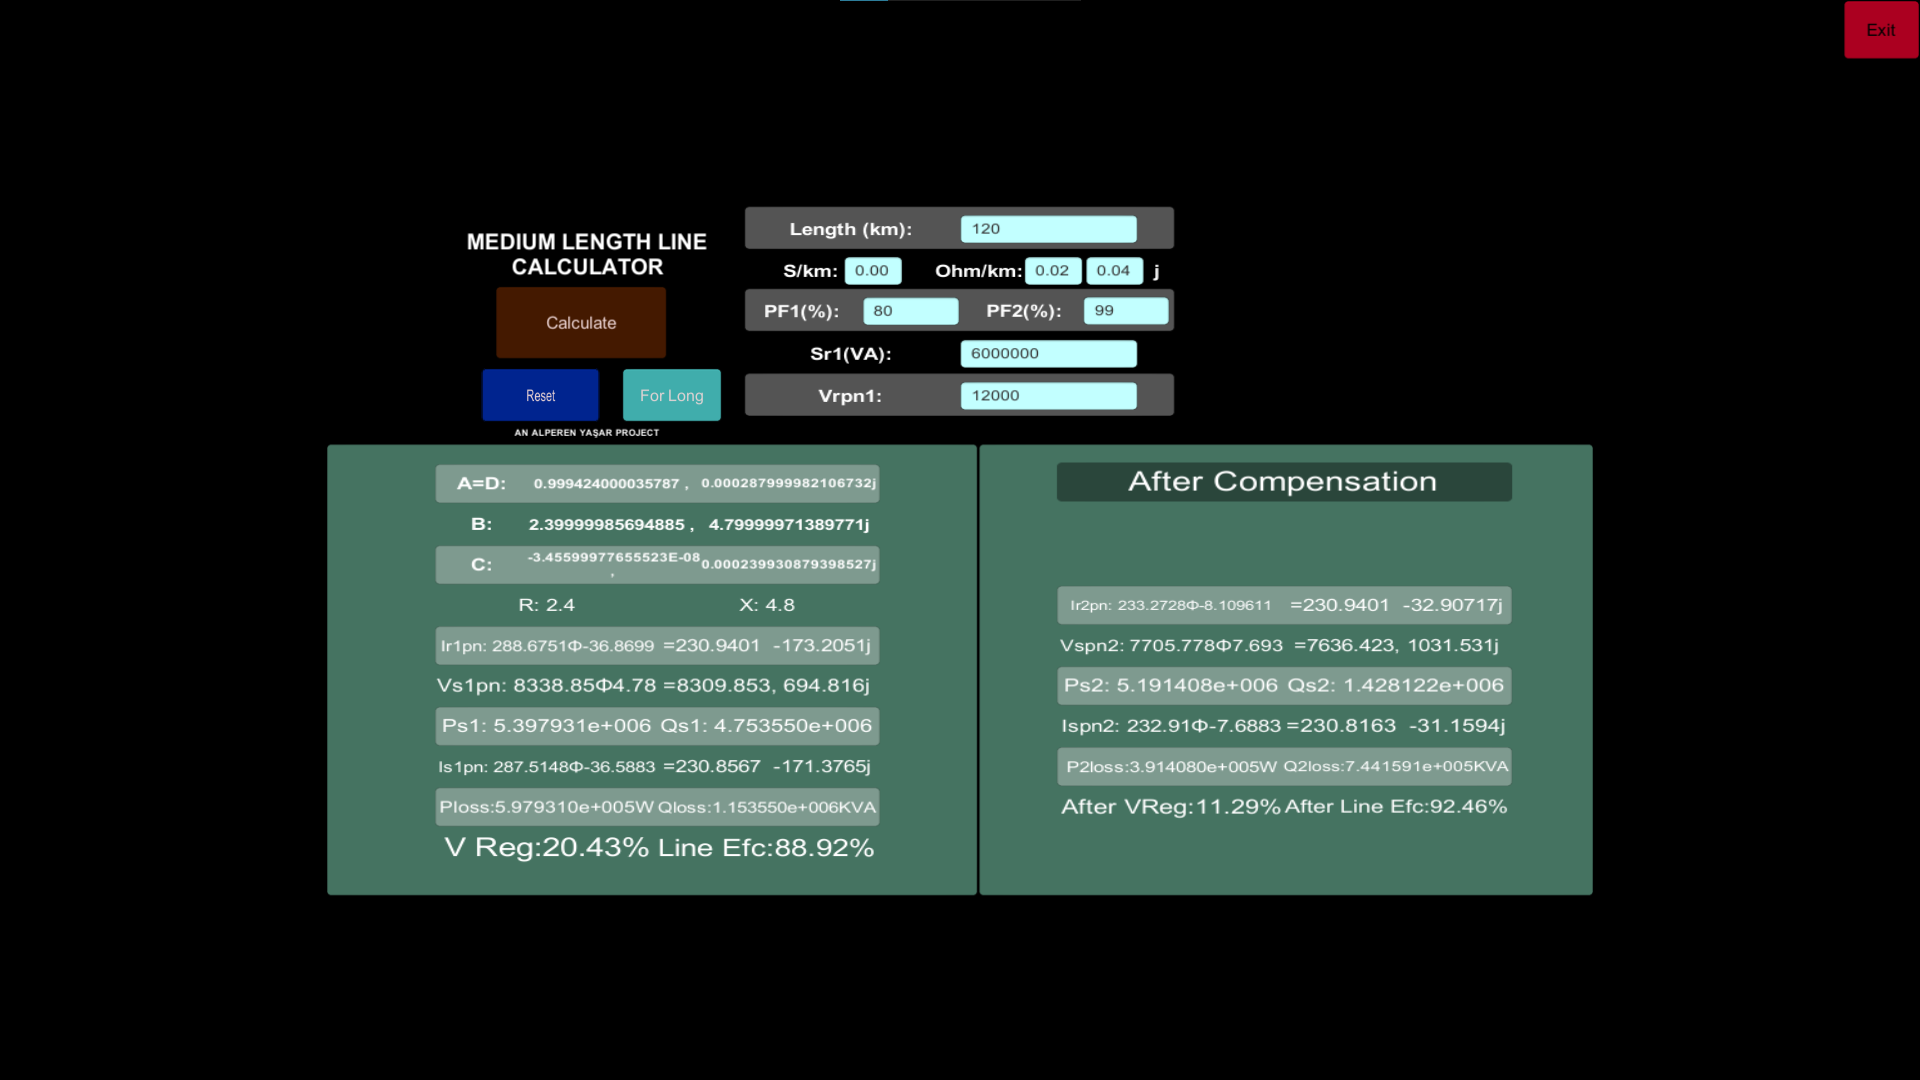 Exit
MEDIUM LENGTH LINE
CALCULATOR
Calculate
Reset
For Long
AN ALPEREN YAŞAR PROJECT
Length (km): 120
S/km: 0.00 Ohm/km: 0.02 0.04 j
PF1(%): 80 PF2(%): 99
Sr1(VA): 6000000
Vrpn1: 12000
A=D: 0.999424000035787 , 0.000287999982106732j
B: 2.39999985694885 , 4.79999971389771j
C: -3.45599977655523E-08 , 0.000239930879398527j
R: 2.4 X: 4.8
Ir1pn: 288.6751Φ-36.8699 =230.9401 -173.2051j
Vs1pn: 8338.85Φ4.78 =8309.853, 694.816j
Ps1: 5.397931e+006 Qs1: 4.753550e+006
Is1pn: 287.5148Φ-36.5883 =230.8567 -171.3765j
Ploss:5.979310e+005W Qloss:1.153550e+006KVA
V Reg:20.43% Line Efc:88.92%
After Compensation
Ir2pn: 233.2728Φ-8.109611 =230.9401 -32.90717j
Vspn2: 7705.778Φ7.693 =7636.423, 1031.531j
Ps2: 5.191408e+006 Qs2: 1.428122e+006
Ispn2: 232.91Φ-7.6883 =230.8163 -31.1594j
P2loss:3.914080e+005W Q2loss:7.441591e+005KVA
After VReg:11.29% After Line Efc:92.46%